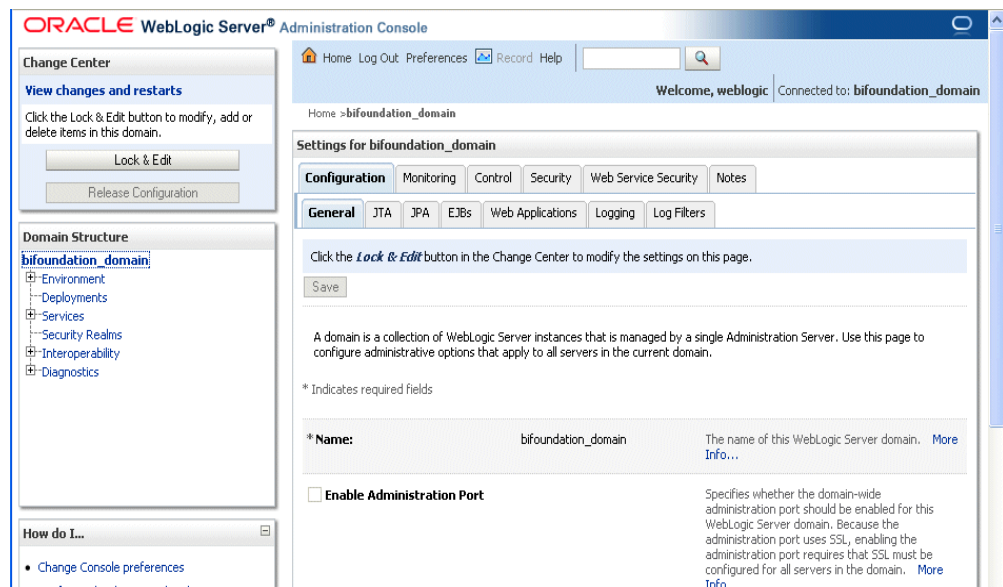 ORACLE WebLogic Server® Administration Console
Change Center
View changes and restarts
Click the Lock & Edit button to modify, add or
delete items in this domain.
Lock & Edit
Release Configuration
Domain Structure
bifoundation_domain
Environment
Deployments
Services
Security Realms
Interoperability
Diagnostics
How do I...
Change Console preferences
Home Log Out Preferences Record Help
Welcome, weblogic Connected to: bifoundation_domain
Home >bifoundation_domain
Settings for bifoundation_domain
Configuration Monitoring Control Security Web Service Security Notes
General JTA JPA EJBs Web Applications Logging Log Filters
Click the Lock & Edit button in the Change Center to modify the settings on this page.
Save
A domain is a collection of WebLogic Server instances that is managed by a single Administration Server. Use this page to
configure administrative options that apply to all servers in the current domain.
* Indicates required fields
* Name: bifoundation_domain The name of this WebLogic Server domain. More
Info...
Enable Administration Port Specifies whether the domain-wide
administration port should be enabled for this
WebLogic Server domain. Because the
administration port uses SSL, enabling the
administration port requires that SSL must be
configured for all servers in the domain. More
Info